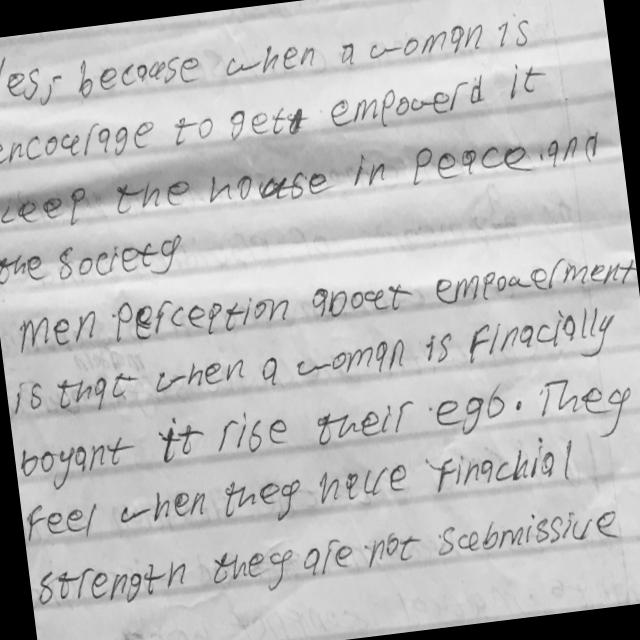 Yes, because when a woman is
encourage to get empowerd it
keep the house in peace and
the society
men perception about empowerment
is that when a woman is finacially
boyant it rise their ego. They
feel when they have finachial
strength they are not submissive